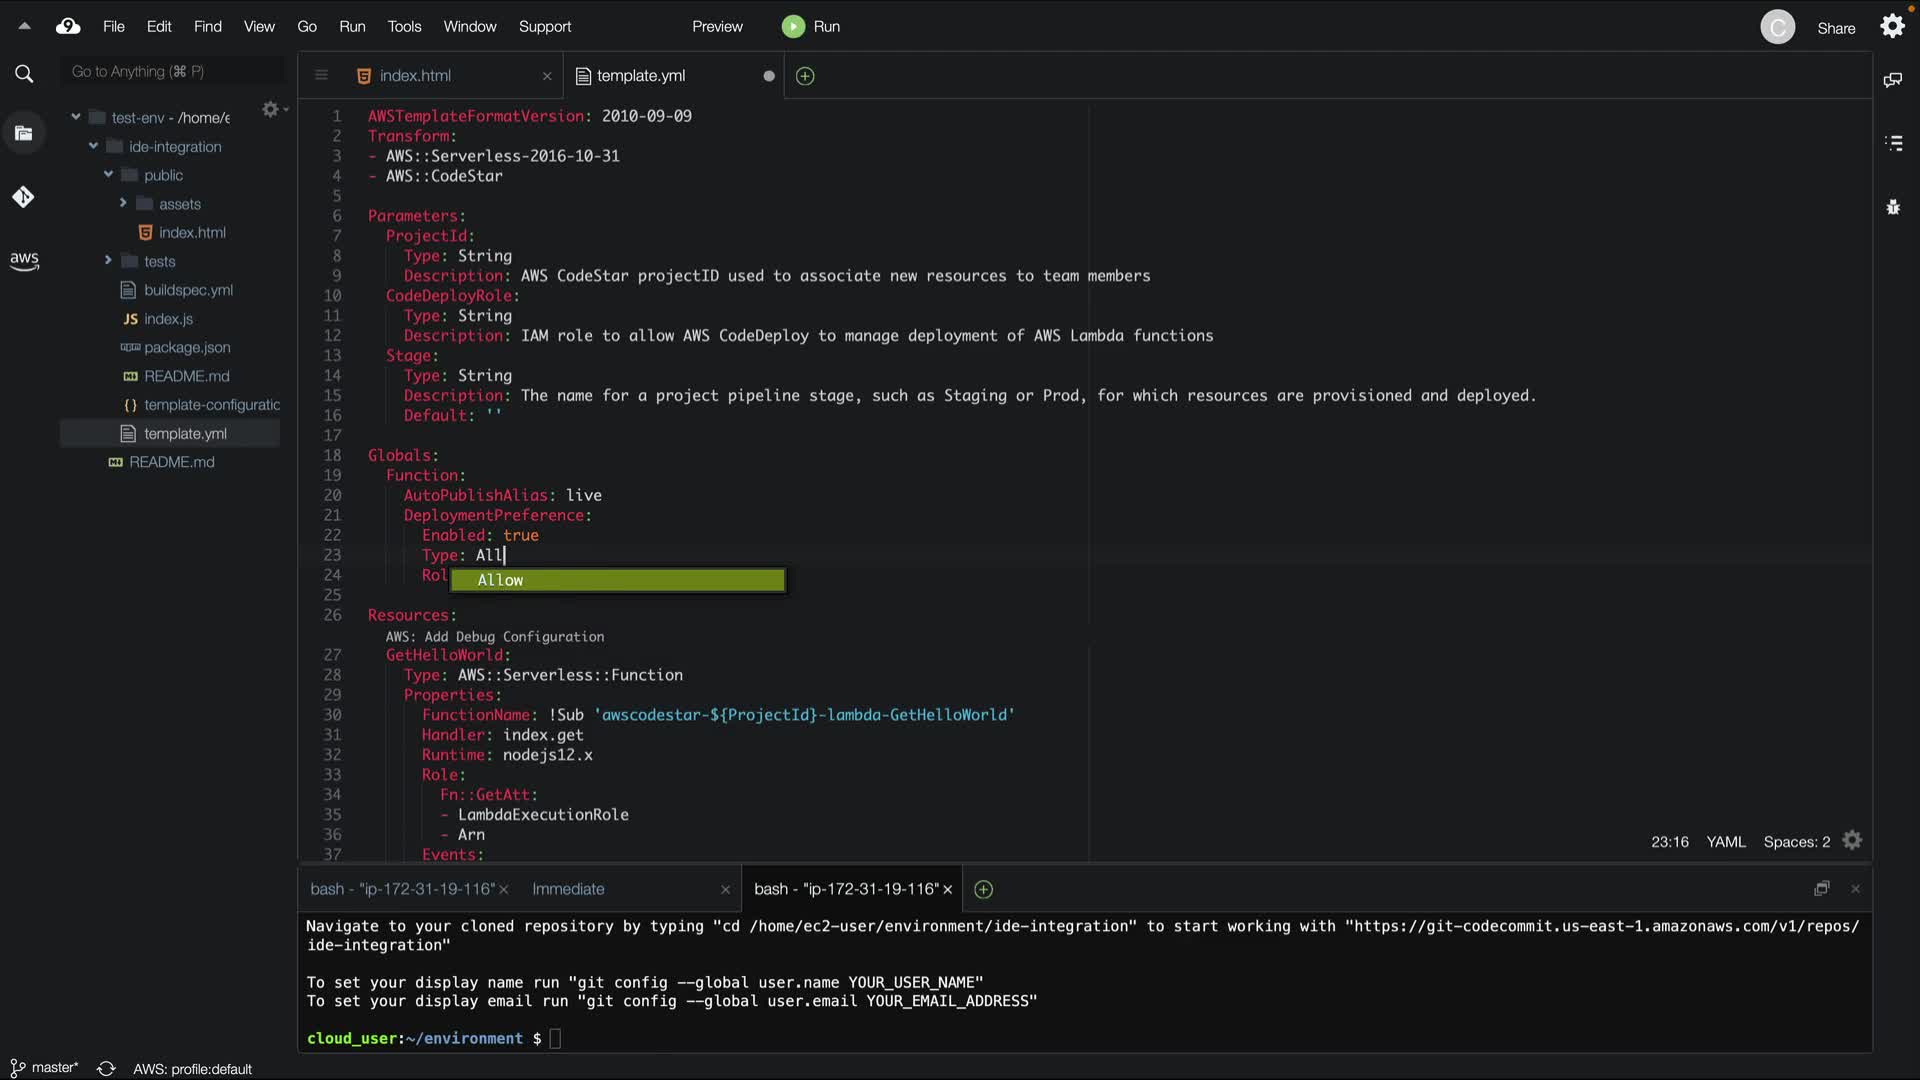 File Edit Find View Go Run Tools Window Support Preview Run C Share
Go to Anything (⌘ P)
index.html ×
template.yml
test-env - /home/e
ide-integration
public
assets
index.html
tests
buildspec.yml
JS index.js
package.json
README.md
{} template-configuratic
template.yml
README.md
aws
1 AWSTemplateFormatVersion: 2010-09-09
2 Transform:
3 - AWS::Serverless-2016-10-31
4 - AWS::CodeStar
5
6 Parameters:
7 ProjectId:
8 Type: String
9 Description: AWS CodeStar projectID used to associate new resources to team members
10 CodeDeployRole:
11 Type: String
12 Description: IAM role to allow AWS CodeDeploy to manage deployment of AWS Lambda functions
13 Stage:
14 Type: String
15 Description: The name for a project pipeline stage, such as Staging or Prod, for which resources are provisioned and deployed.
16 Default: ''
17
18 Globals:
19 Function:
20 AutoPublishAlias: live
21 DeploymentPreference:
22 Enabled: true
23 Type: All
24 Rol
Allow
25
26 Resources:
AWS: Add Debug Configuration
27 GetHelloWorld:
28 Type: AWS::Serverless::Function
29 Properties:
30 FunctionName: !Sub 'awscodestar-${ProjectId}-lambda-GetHelloWorld'
31 Handler: index.get
32 Runtime: nodejs12.x
33 Role:
34 Fn::GetAtt:
35 - LambdaExecutionRole
36 - Arn
37 Events:
23:16 YAML Spaces: 2
bash - "ip-172-31-19-116" × Immediate × bash - "ip-172-31-19-116" ×
Navigate to your cloned repository by typing "cd /home/ec2-user/environment/ide-integration" to start working with "https://git-codecommit.us-east-1.amazonaws.com/v1/repos/
ide-integration"
To set your display name run "git config --global user.name YOUR_USER_NAME"
To set your display email run "git config --global user.email YOUR_EMAIL_ADDRESS"
cloud_user:~/environment $
master* AWS: profile:default